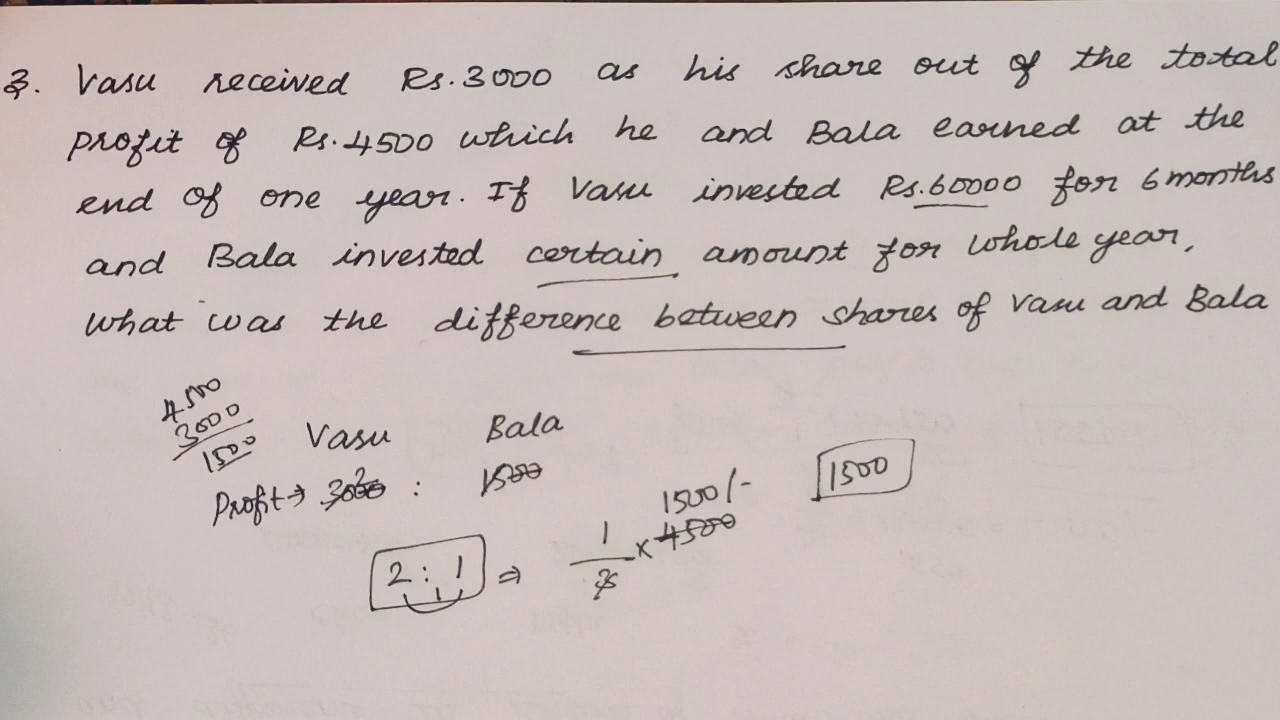 3. Vasu received Rs.3000 as his share out of the total
profit of Rs.4500 which he and Bala earned at the
end of one year. If Vasu invested Rs.60000 for 6 months
and Bala invested certain amount for whole year,
what was the difference between shares of Vasu and Bala
4500
3000
1500
Vasu Bala
Profit → 3000 : 1500
2 : 1 ⇒ 1/3 × 4500
1500/-
1500